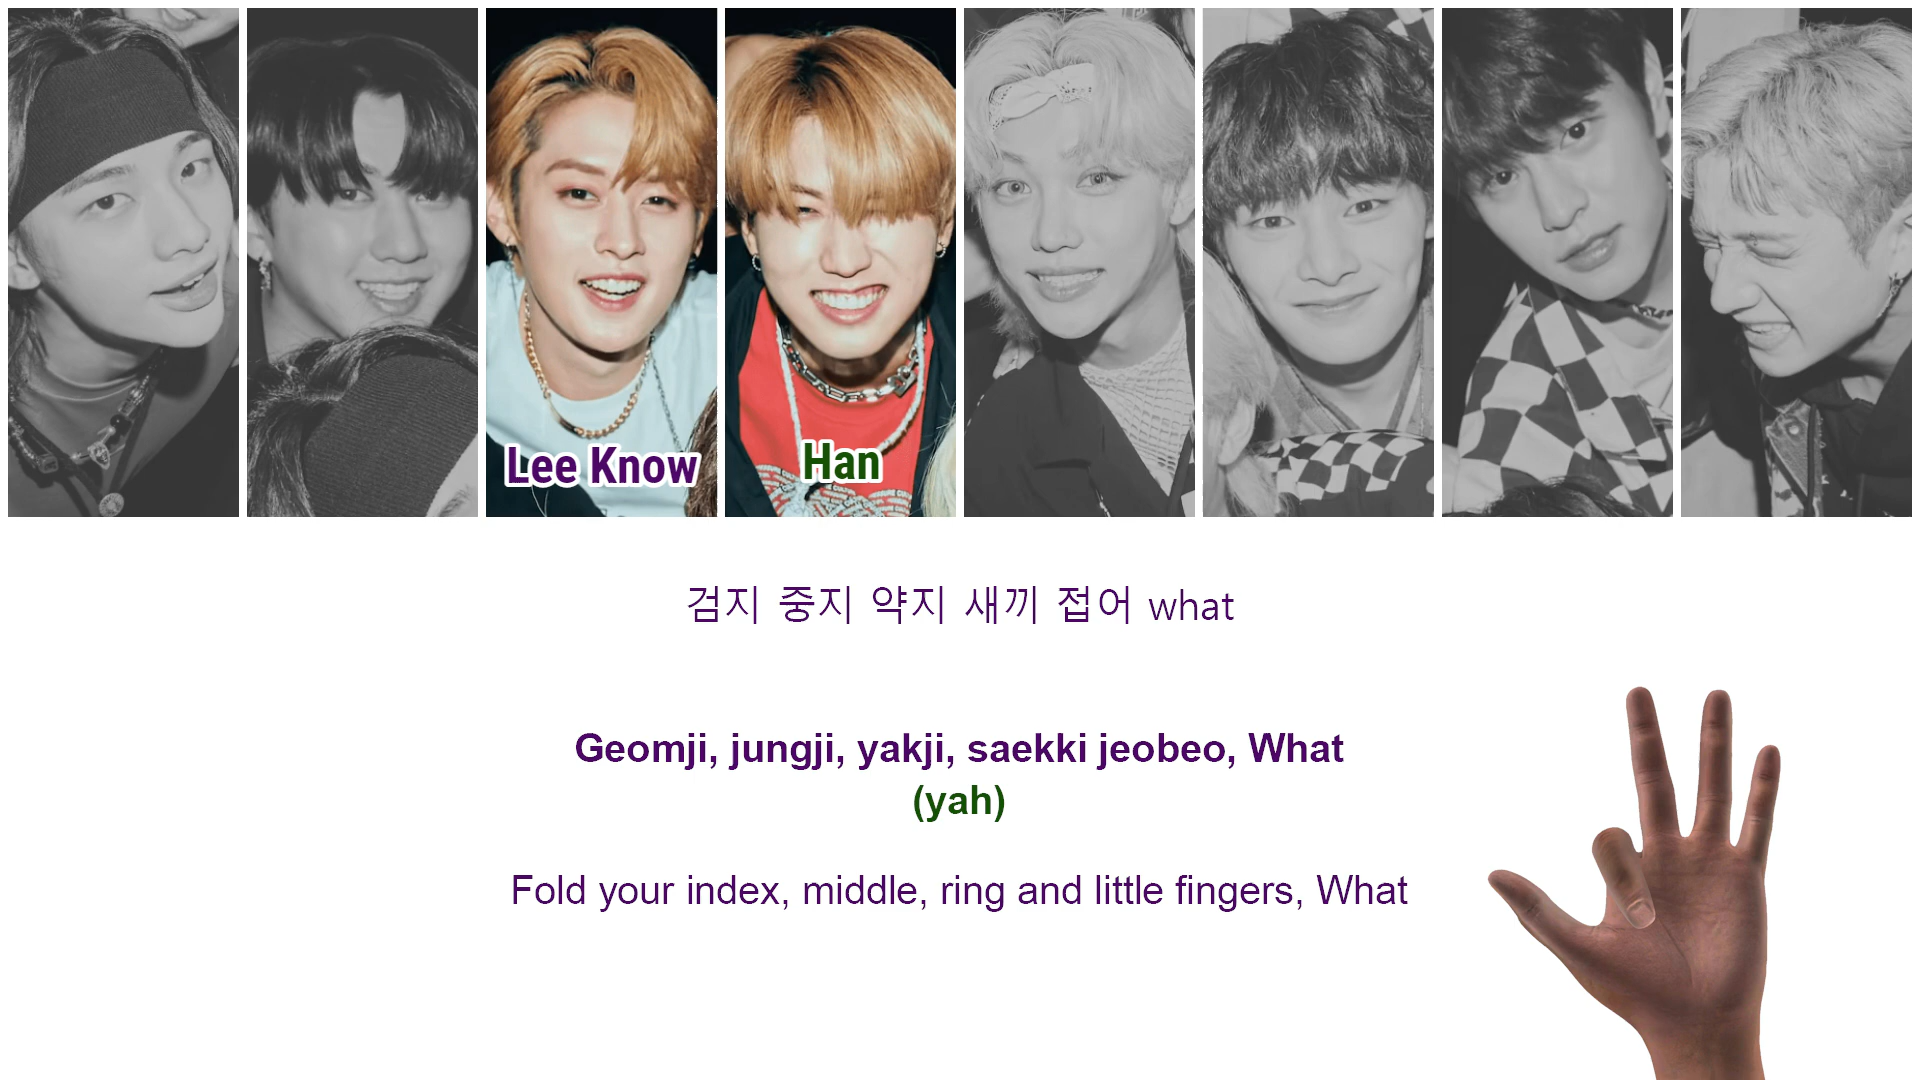 Lee Know
Han
검지 중지 약지 새끼 접어 what
Geomji, jungji, yakji, saekki jeobeo, What
(yah)
Fold your index, middle, ring and little fingers, What